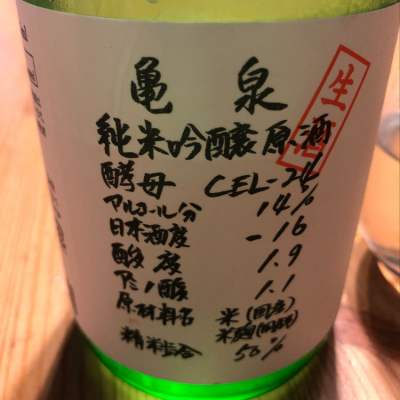 亀泉
生酒
純米吟醸原酒
酵母 CEL-24
アルコール分 14%
日本酒度 -16
酸度 1.9
アミノ酸 1.1
原材料名 米(国産)
米麹(国産米)
精米歩合 50%